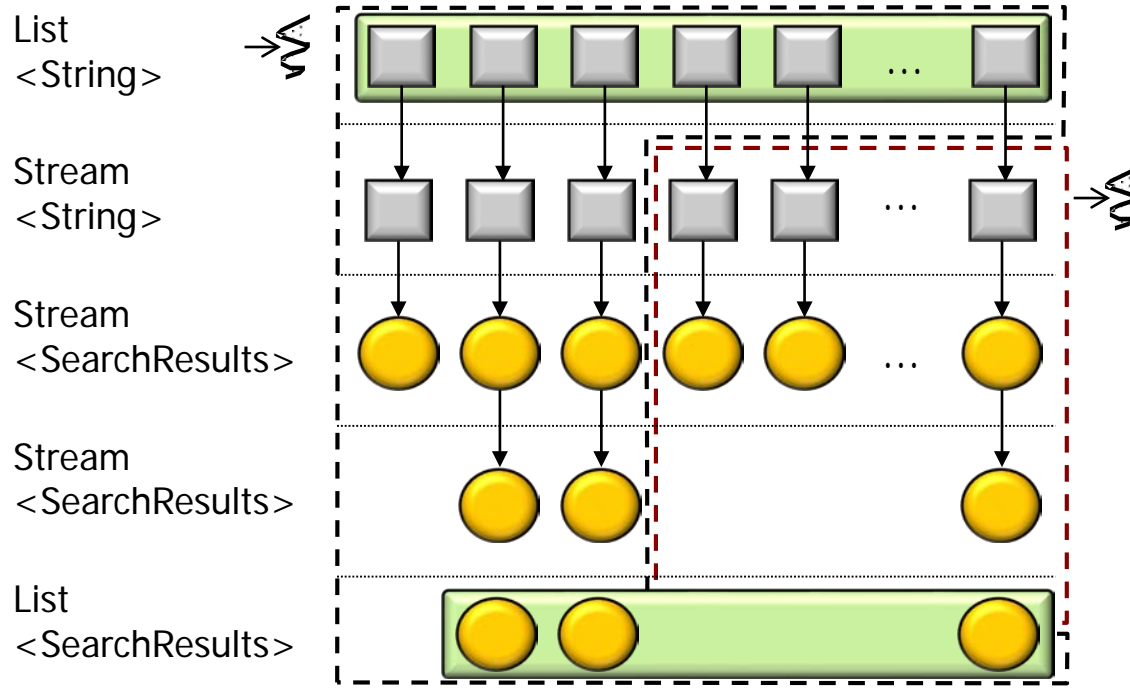 List
<String>
...
Stream
<String>
...
Stream
<SearchResults>
...
Stream
<SearchResults>
List
<SearchResults>